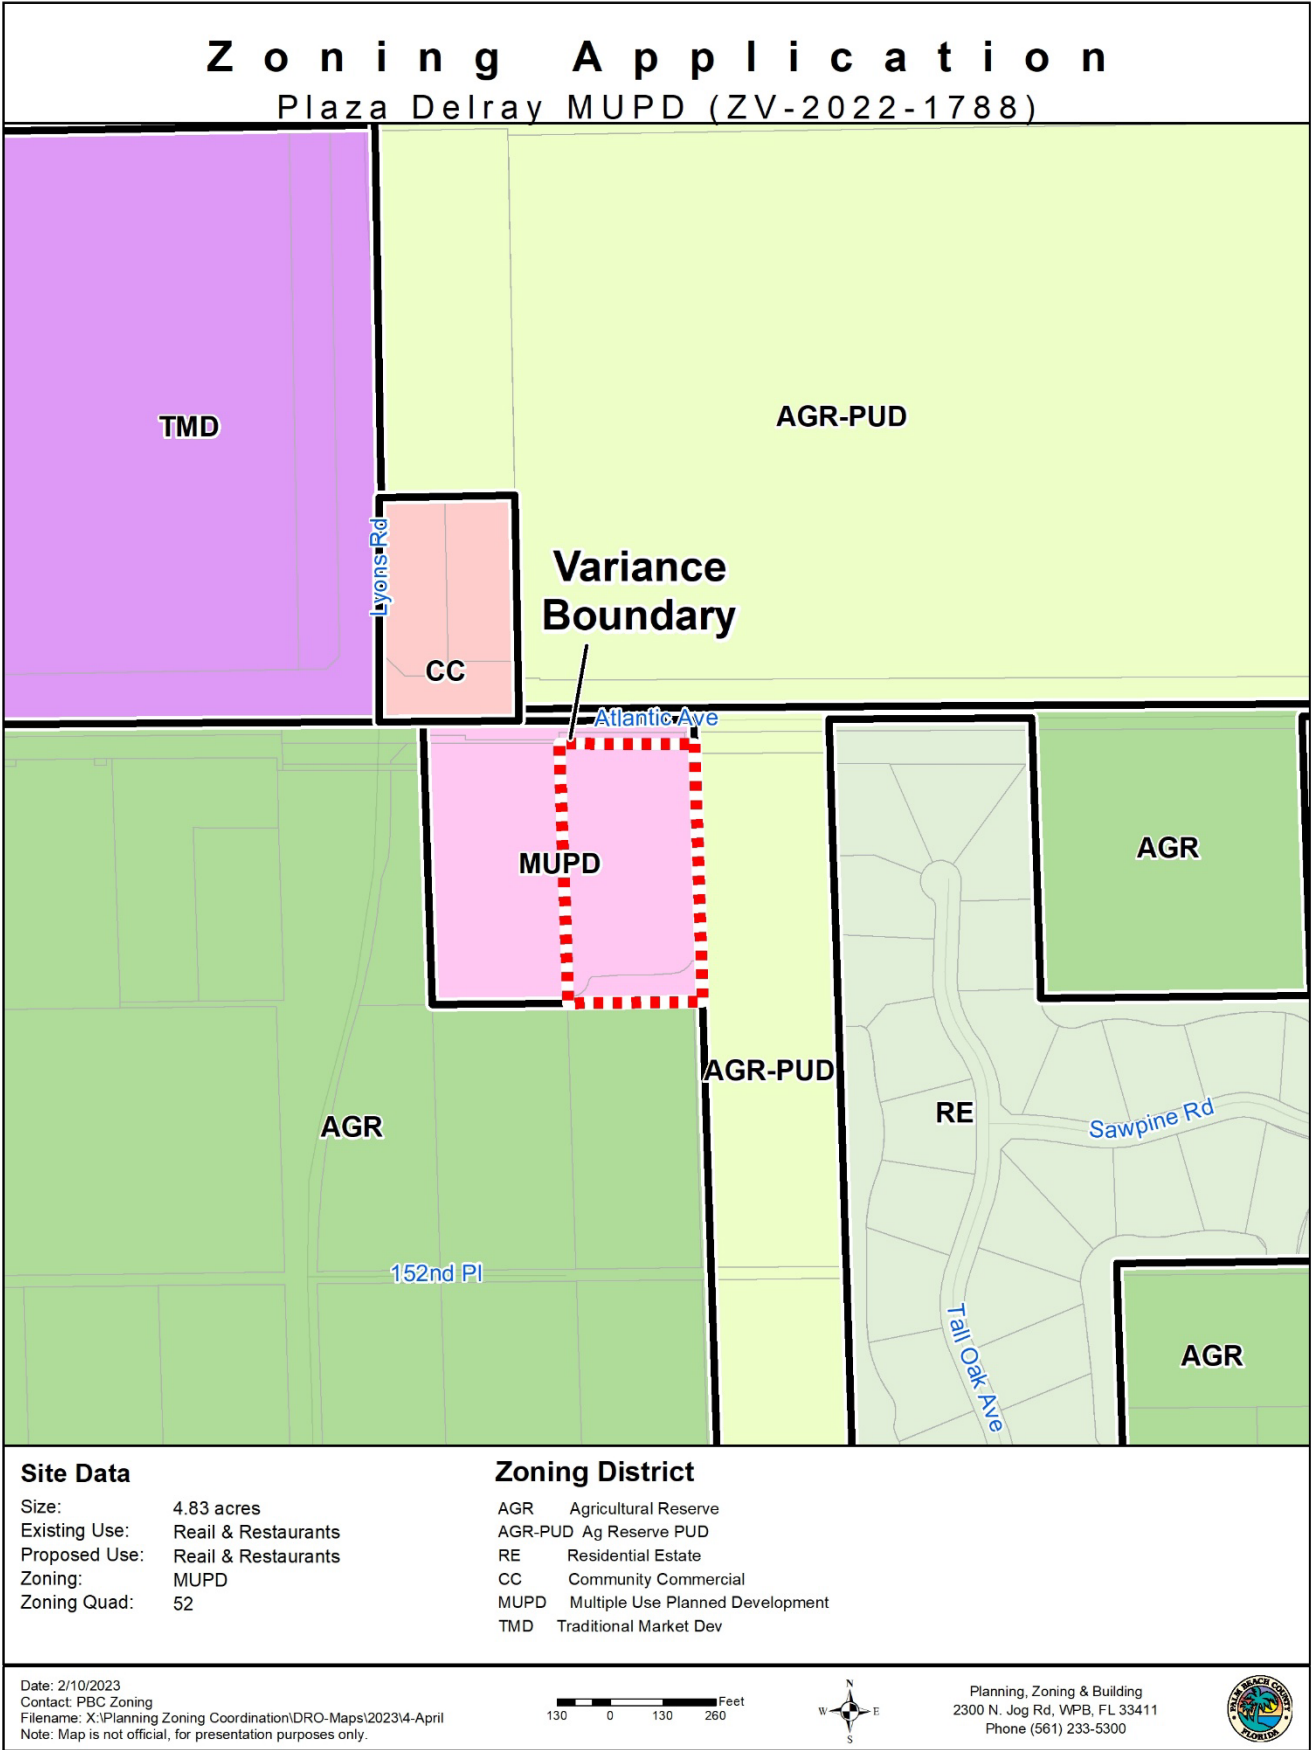 Zoning Application
Plaza Delray MUPD (ZV-2022-1788)
TMD
AGR-PUD
Lyons Rd
Variance
Boundary
CC
Atlantic Ave
MUPD
AGR
AGR-PUD
RE
Sawpine Rd
AGR
152nd Pl
Tall Oak Ave
AGR
Site Data
Size: 4.83 acres
Existing Use: Reail & Restaurants
Proposed Use: Reail & Restaurants
Zoning: MUPD
Zoning Quad: 52
Zoning District
AGR Agricultural Reserve
AGR-PUD Ag Reserve PUD
RE Residential Estate
CC Community Commercial
MUPD Multiple Use Planned Development
TMD Traditional Market Dev
Date: 2/10/2023
Contact: PBC Zoning
Filename: X:\Planning Zoning Coordination\DRO-Maps\2023\4-April
Note: Map is not official, for presentation purposes only.
Feet
130 0 130 260
N
W E
S
Planning, Zoning & Building
2300 N. Jog Rd, WPB, FL 33411
Phone (561) 233-5300
PALM BEACH COUNTY
FLORIDA